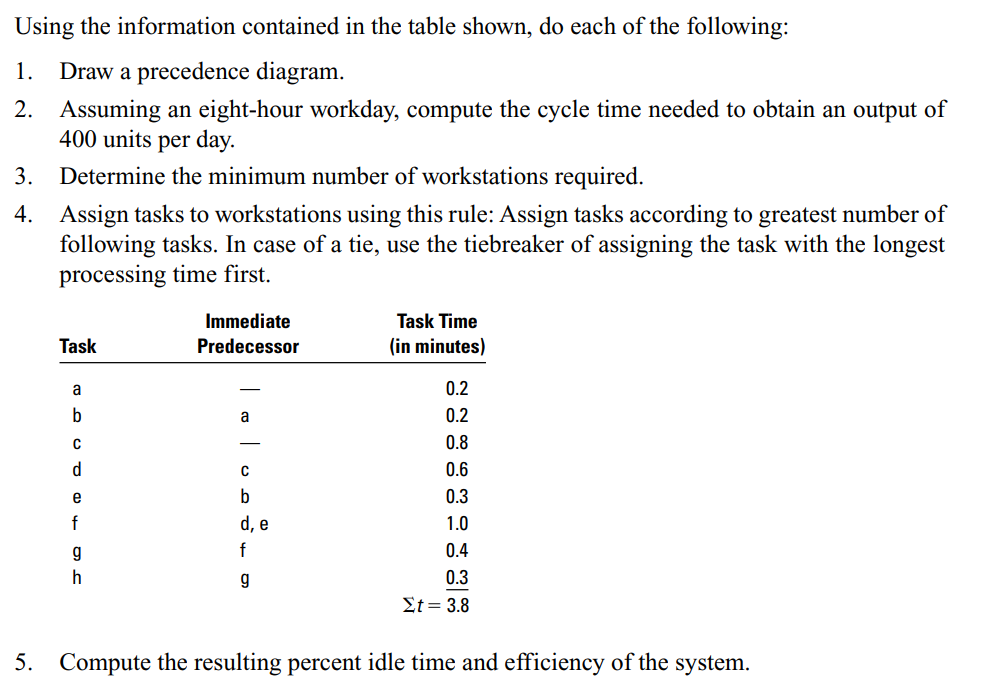 Using the information contained in the table shown, do each of the following:
1. Draw a precedence diagram.
2. Assuming an eight-hour workday, compute the cycle time needed to obtain an output of
400 units per day.
3. Determine the minimum number of workstations required.
4. Assign tasks to workstations using this rule: Assign tasks according to greatest number of
following tasks. In case of a tie, use the tiebreaker of assigning the task with the longest
processing time first.
Immediate Task Time
Task Predecessor (in minutes)
a — 0.2
b a 0.2
c — 0.8
d c 0.6
e b 0.3
f d, e 1.0
g f 0.4
h g 0.3
Σt = 3.8
5. Compute the resulting percent idle time and efficiency of the system.